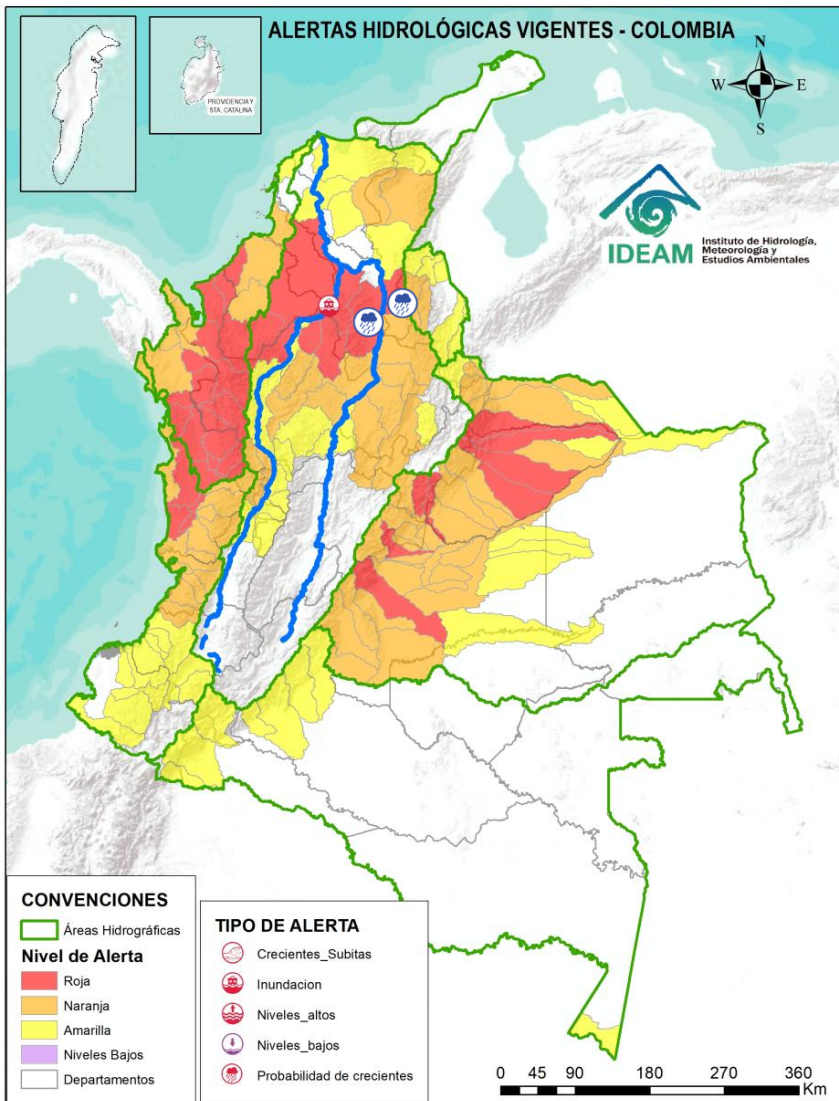 ALERTAS HIDROLÓGICAS VIGENTES - COLOMBIA
PROVIDENCIA Y
STA. CATALINA
N
W
E
S
IDEAM
Instituto de Hidrología,
Meteorología y
Estudios Ambientales
CONVENCIONES
Áreas Hidrográficas
Nivel de Alerta
Roja
Naranja
Amarilla
Niveles Bajos
Departamentos
TIPO DE ALERTA
Crecientes_Subitas
Inundacion
Niveles_altos
Niveles_bajos
Probabilidad de crecientes
0 45 90 180 270 360
Km